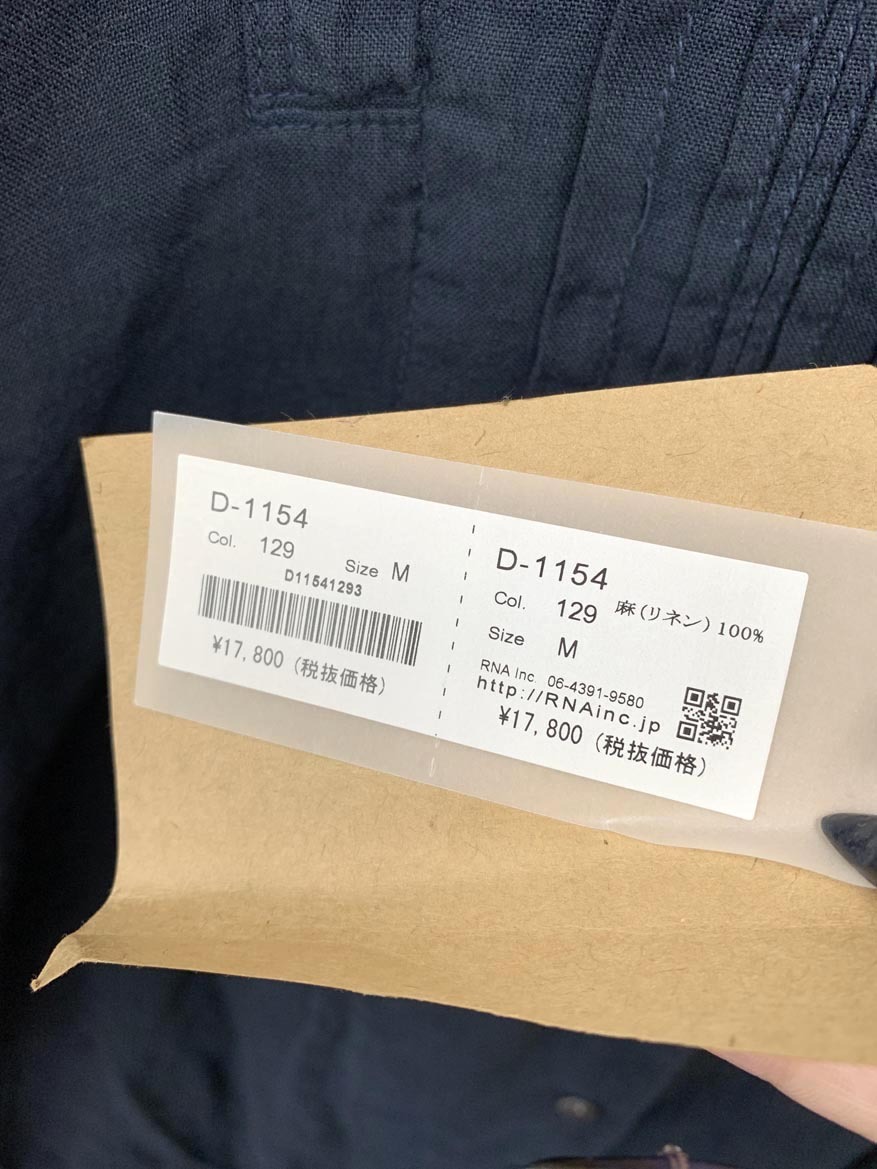 D-1154
Col. 129
Size M
D11541293
¥17,800 (税抜価格)
D-1154
Col. 129 麻(リネン)100%
Size M
RNA Inc. 06-4391-9580
http://RNAinc.jp
¥17,800 (税抜価格)